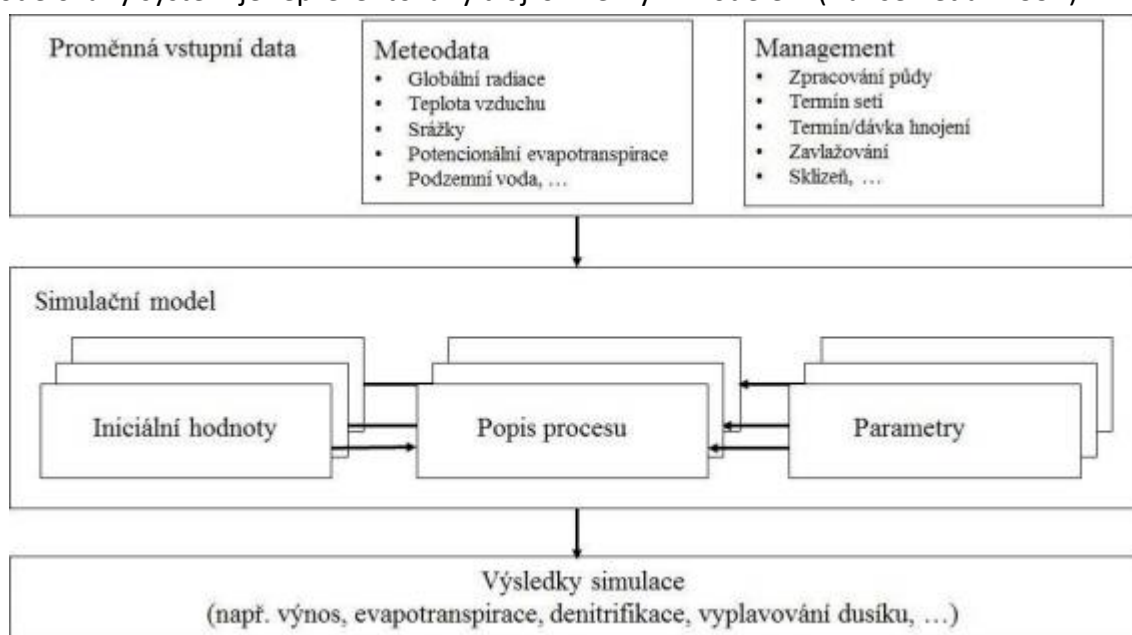 Proměnná vstupní data
Meteodata
• Globální radiace
• Teplota vzduchu
• Srážky
• Potencionální evapotranspirace
• Podzemní voda, …
Management
• Zpracování půdy
• Termín setí
• Termín/dávka hnojení
• Zavlažování
• Sklizeň, …
Simulační model
Iniciální hodnoty
Popis procesu
Parametry
Výsledky simulace
(např. výnos, evapotranspirace, denitrifikace, vyplavování dusíku, …)